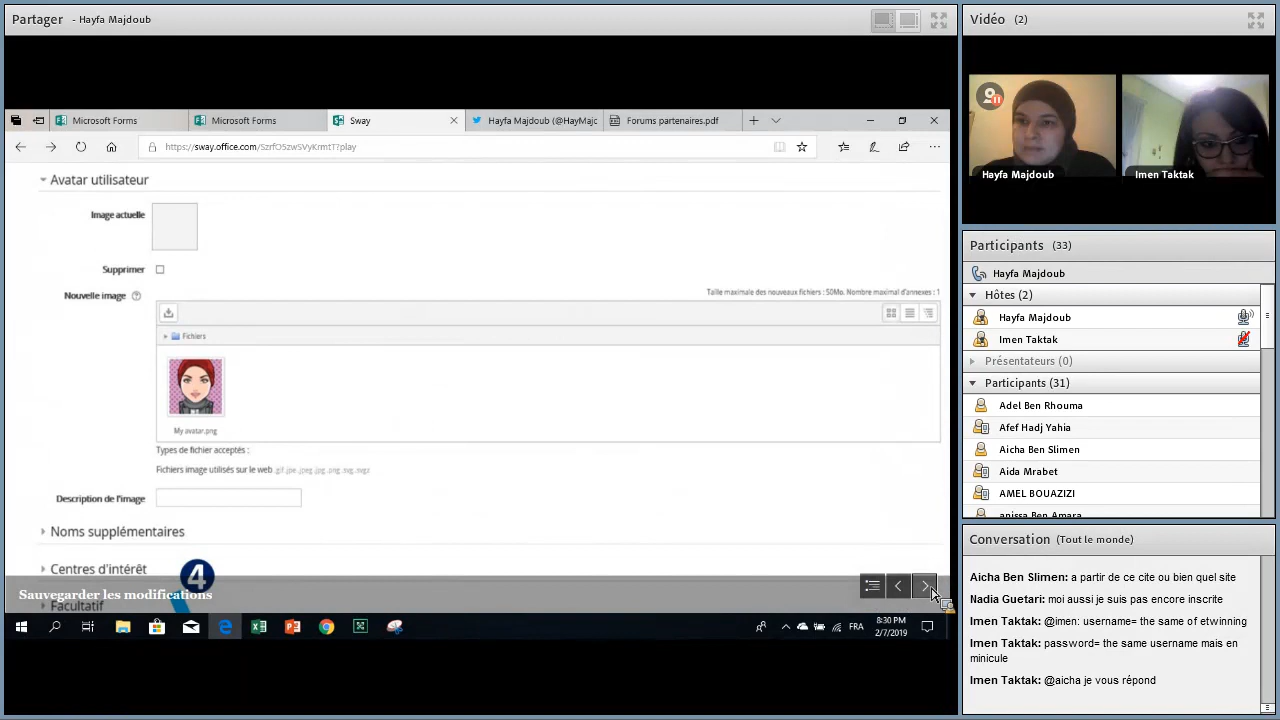 Partager - Hayfa Majdoub
Microsoft Forms
Microsoft Forms
Sway
Hayfa Majdoub (@HayMajc
Forums partenaires.pdf
https://sway.office.com/SzrfO5zwSVyKrmtT?play
Avatar utilisateur
Image actuelle
Supprimer
Nouvelle image
Taille maximale des nouveaux fichiers : 50Mo. Nombre maximal d'annexes : 1
Fichiers
My avatar.png
Types de fichier acceptés :
Fichiers image utilisés sur le web .gif .jpe .jpeg .jpg .png .svg .svgz
Description de l'image
Noms supplémentaires
Centres d'intérêt
4
Sauvegarder les modifications
Facultatif
FRA
8:30 PM
2/7/2019
Vidéo (2)
Hayfa Majdoub
Imen Taktak
Participants (33)
Hayfa Majdoub
Hôtes (2)
Hayfa Majdoub
Imen Taktak
Présentateurs (0)
Participants (31)
Adel Ben Rhouma
Afef Hadj Yahia
Aicha Ben Slimen
Aida Mrabet
AMEL BOUAZIZI
anissa Ben Amara
Conversation (Tout le monde)
Aicha Ben Slimen: a partir de ce cite ou bien quel site
Nadia Guetari: moi aussi je suis pas encore inscrite
Imen Taktak: @imen: username= the same of etwinning
Imen Taktak: password= the same username mais en
minicule
Imen Taktak: @aicha je vous répond